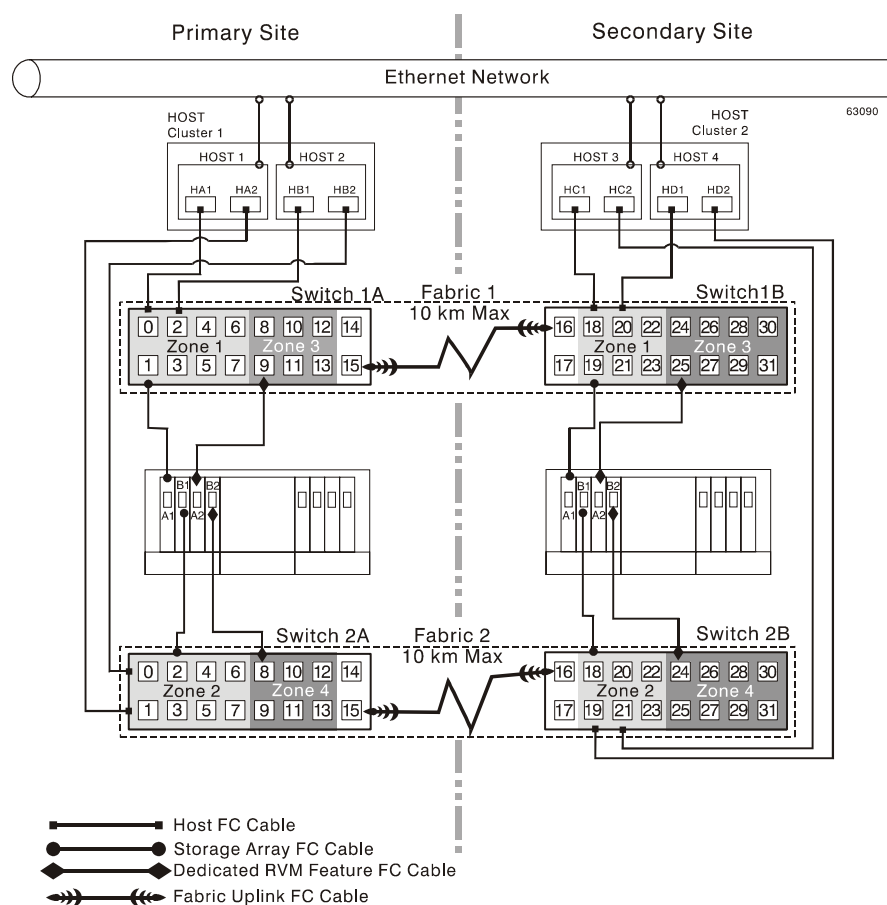 Primary Site
Secondary Site
Ethernet Network
63090
HOST
Cluster 1
HOST
Cluster 2
HOST 1
HOST 2
HOST 3
HOST 4
HA1
HA2
HB1
HB2
HC1
HC2
HD1
HD2
Switch 1A
Fabric 1
10 km Max
Switch1B
0 2 4 6 8 10 12 14
Zone 1
Zone 3
1 3 5 7 9 11 13 15
16 18 20 22 24 26 28 30
Zone 1
Zone 3
17 19 21 23 25 27 29 31
B1
B2
A1
A2
B1
B2
A1
A2
Switch 2A
Fabric 2
10 km Max
Switch 2B
0 2 4 6 8 10 12 14
Zone 2
Zone 4
1 3 5 7 9 11 13 15
16 18 20 22 24 26 28 30
Zone 2
Zone 4
17 19 21 23 25 27 29 31
Host FC Cable
Storage Array FC Cable
Dedicated RVM Feature FC Cable
Fabric Uplink FC Cable